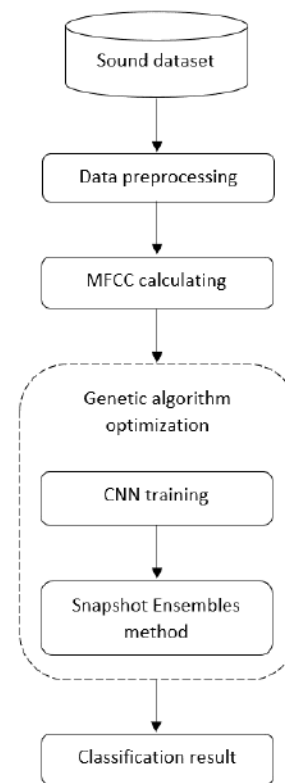 Sound dataset
Data preprocessing
MFCC calculating
Genetic algorithm
optimization
CNN training
Snapshot Ensembles
method
Classification result